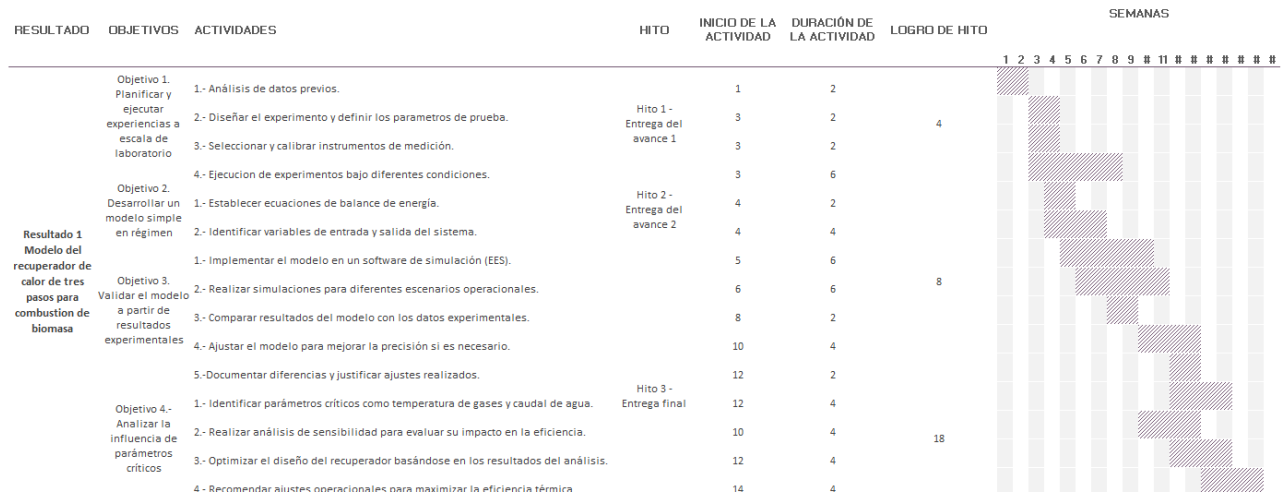 SEMANAS
RESULTADO OBJETIVOS ACTIVIDADES HITO INICIO DE LA ACTIVIDAD DURACIÓN DE LA ACTIVIDAD LOGRO DE HITO
1 2 3 4 5 6 7 8 9 # 11 # # # # # # #
Resultado 1
Modelo del
recuperador de
calor de tres
pasos para
combustion de
biomasa
Objetivo 1.
Planificar y
ejecutar
experiencias a
escala de
laboratorio
1.- Análisis de datos previos. 1 2
2.- Diseñar el experimento y definir los parametros de prueba. 3 2
3.- Seleccionar y calibrar instrumentos de medición. 3 2
4.- Ejecucion de experimentos bajo diferentes condiciones. 3 6
Hito 1 -
Entrega del
avance 1
4
Objetivo 2.
Desarrollar un
modelo simple
en régimen
1.- Establecer ecuaciones de balance de energía. 4 2
2.- Identificar variables de entrada y salida del sistema. 4 4
Hito 2 -
Entrega del
avance 2
8
Objetivo 3.
Validar el modelo
a partir de
resultados
experimentales
1.- Implementar el modelo en un software de simulación (EES). 5 6
2.- Realizar simulaciones para diferentes escenarios operacionales. 6 6
3.- Comparar resultados del modelo con los datos experimentales. 8 2
4.- Ajustar el modelo para mejorar la precisión si es necesario. 10 4
5.-Documentar diferencias y justificar ajustes realizados. 12 2
Hito 3 -
Entrega final
18
Objetivo 4.-
Analizar la
influencia de
parámetros
críticos
1.- Identificar parámetros críticos como temperatura de gases y caudal de agua. 12 4
2.- Realizar análisis de sensibilidad para evaluar su impacto en la eficiencia. 10 4
3.- Optimizar el diseño del recuperador basándose en los resultados del análisis. 12 4
4.- Recomendar ajustes operacionales para maximizar la eficiencia térmica 14 4